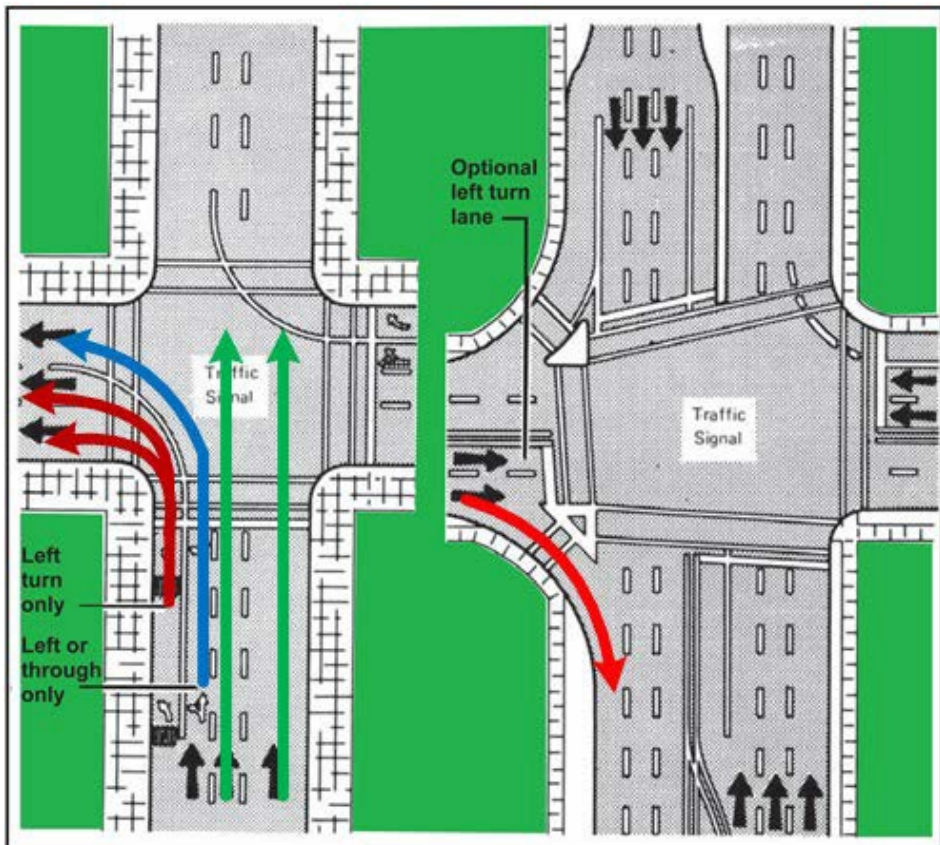 Left
turn
only
Left or
through
only
Traffic
Signal
Optional
left turn
lane
Traffic
Signal